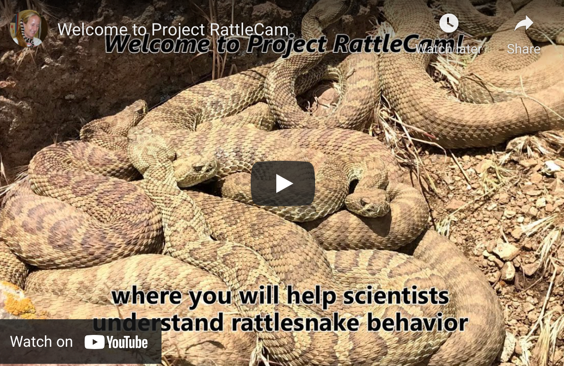 Welcome to Project RattleCam
Welcome to Project RattleCam!
Watch later
Share
where you will help scientists
understand rattlesnake behavior
Watch on YouTube